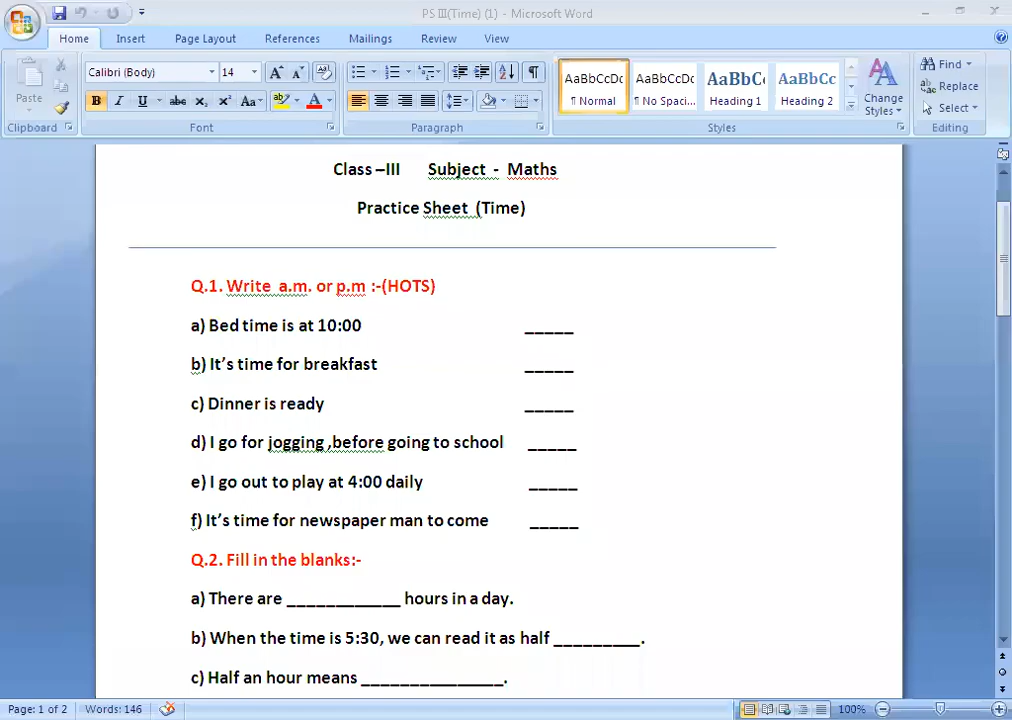 PS III(Time) (1) - Microsoft Word
Home Insert Page Layout References Mailings Review View
Calibri (Body) 14
Paste
B I U abc X₂ X² Aa ab A
AaBbCcDc AaBbCcDc AaBbC AaBbCc
¶ Normal ¶ No Spaci... Heading 1 Heading 2
Change Styles
Find
Replace
Select
Clipboard Font Paragraph Styles Editing
Class –III Subject - Maths
Practice Sheet (Time)
Q.1. Write a.m. or p.m :-(HOTS)
a) Bed time is at 10:00 _____
b) It's time for breakfast _____
c) Dinner is ready _____
d) I go for jogging ,before going to school _____
e) I go out to play at 4:00 daily _____
f) It's time for newspaper man to come _____
Q.2. Fill in the blanks:-
a) There are ____________ hours in a day.
b) When the time is 5:30, we can read it as half _________.
c) Half an hour means _______________.
Page: 1 of 2 Words: 146 100%